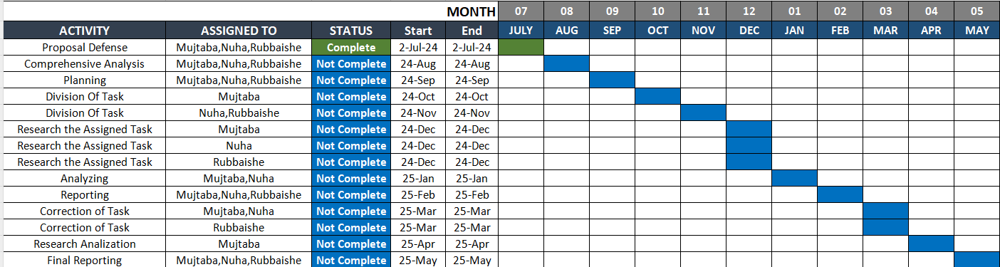 MONTH 07 08 09 10 11 12 01 02 03 04 05
ACTIVITY ASSIGNED TO STATUS Start End JULY AUG SEP OCT NOV DEC JAN FEB MAR APR MAY
Proposal Defense Mujtaba,Nuha,Rubbaishe Complete 2-Jul-24 2-Jul-24
Comprehensive Analysis Mujtaba,Nuha,Rubbaishe Not Complete 24-Aug 24-Aug
Planning Mujtaba,Nuha,Rubbaishe Not Complete 24-Sep 24-Sep
Division Of Task Mujtaba Not Complete 24-Oct 24-Oct
Division Of Task Nuha,Rubbaishe Not Complete 24-Nov 24-Nov
Research the Assigned Task Mujtaba Not Complete 24-Dec 24-Dec
Research the Assigned Task Nuha Not Complete 24-Dec 24-Dec
Research the Assigned Task Rubbaishe Not Complete 24-Dec 24-Dec
Analyzing Mujtaba,Nuha Not Complete 25-Jan 25-Jan
Reporting Mujtaba,Nuha,Rubbaishe Not Complete 25-Feb 25-Feb
Correction of Task Mujtaba,Nuha Not Complete 25-Mar 25-Mar
Correction of Task Rubbaishe Not Complete 25-Mar 25-Mar
Research Analization Mujtaba Not Complete 25-Apr 25-Apr
Final Reporting Mujtaba,Nuha,Rubbaishe Not Complete 25-May 25-May